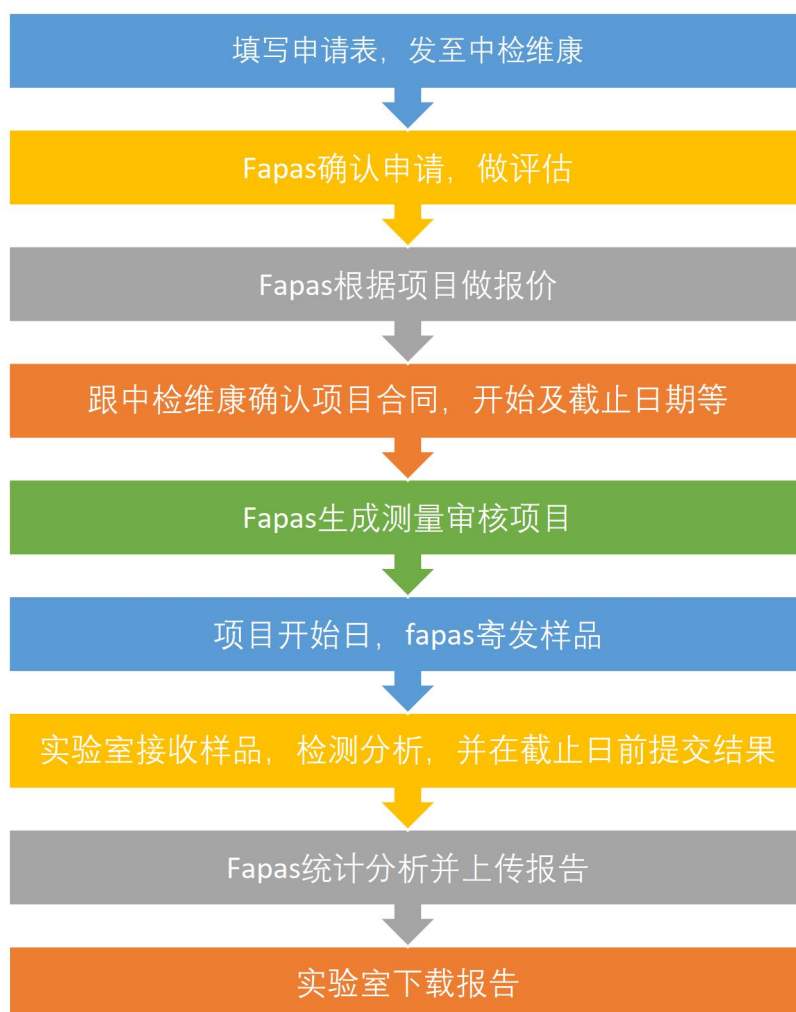 填写申请表，发至中检维康
Fapas确认申请，做评估
Fapas根据项目做报价
跟中检维康确认项目合同，开始及截止日期等
Fapas生成测量审核项目
项目开始日，fapas寄发样品
实验室接收样品，检测分析，并在截止日前提交结果
Fapas统计分析并上传报告
实验室下载报告